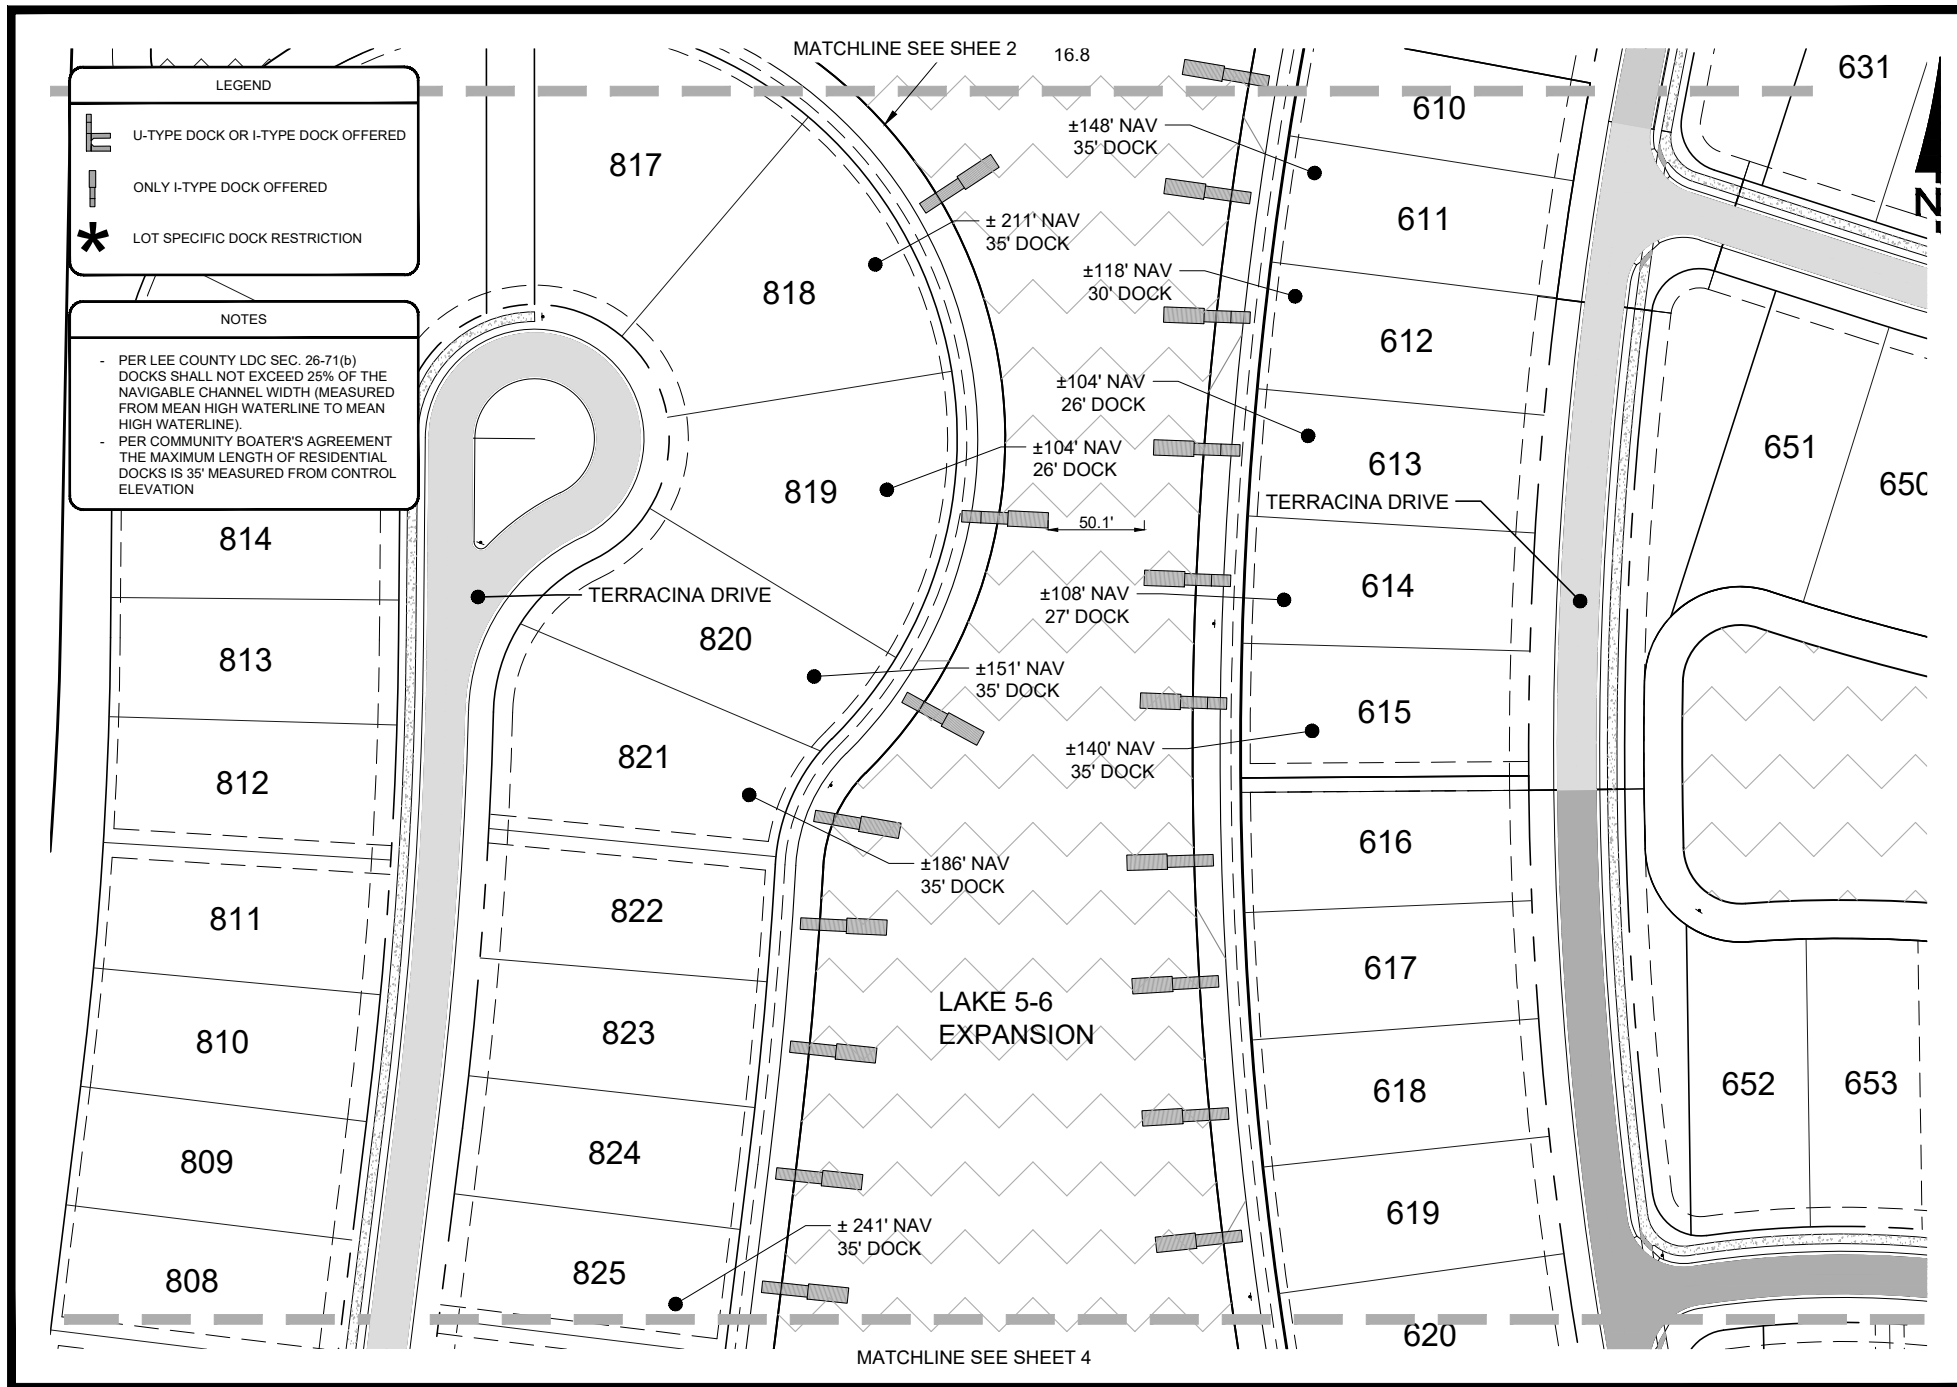 MATCHLINE SEE SHEE 2
16.8
631
LEGEND
U-TYPE DOCK OR I-TYPE DOCK OFFERED
ONLY I-TYPE DOCK OFFERED
LOT SPECIFIC DOCK RESTRICTION
NOTES
- PER LEE COUNTY LDC SEC. 26-71(b)
DOCKS SHALL NOT EXCEED 25% OF THE
NAVIGABLE CHANNEL WIDTH (MEASURED
FROM MEAN HIGH WATERLINE TO MEAN
HIGH WATERLINE).
- PER COMMUNITY BOATER'S AGREEMENT
THE MAXIMUM LENGTH OF RESIDENTIAL
DOCKS IS 35' MEASURED FROM CONTROL
ELEVATION
610
±148' NAV
35' DOCK
817
611
± 211' NAV
35' DOCK
818
±118' NAV
30' DOCK
612
±104' NAV
26' DOCK
613
±104' NAV
26' DOCK
819
651
650
TERRACINA DRIVE
50.1'
814
614
±108' NAV
27' DOCK
TERRACINA DRIVE
820
813
±151' NAV
35' DOCK
615
±140' NAV
35' DOCK
821
812
616
±186' NAV
35' DOCK
811
822
617
LAKE 5-6
EXPANSION
810
823
618
652
653
809
824
619
± 241' NAV
35' DOCK
808
825
620
MATCHLINE SEE SHEET 4
N